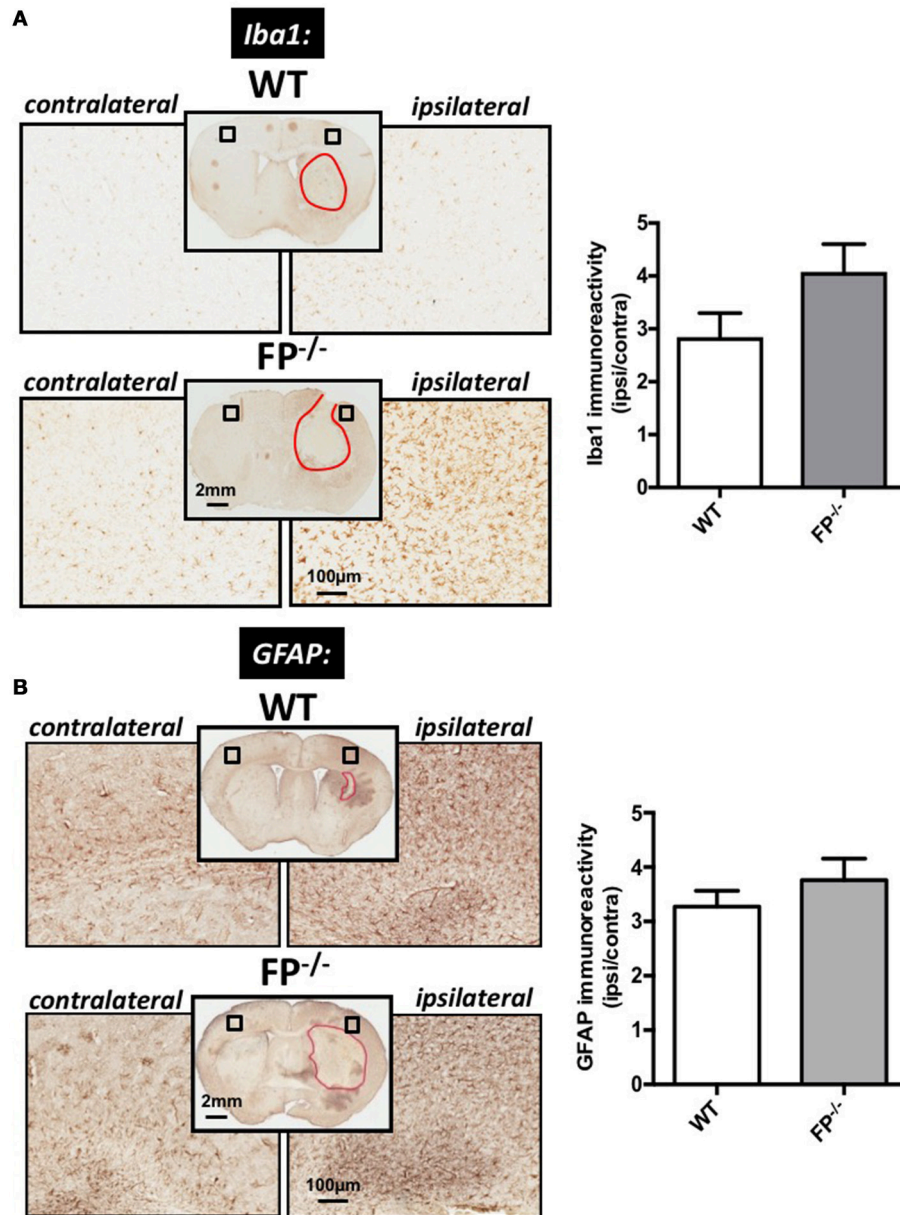 A
Iba1:
WT
contralateral
ipsilateral
FP-/-
contralateral
ipsilateral
2mm
100µm
5
4
3
2
1
0
Iba1 immunoreactivity
(ipsi/contra)
WT
FP-/-
B
GFAP:
WT
contralateral
ipsilateral
FP-/-
contralateral
ipsilateral
2mm
100µm
5
4
3
2
1
0
GFAP immunoreactivity
(ipsi/contra)
WT
FP-/-